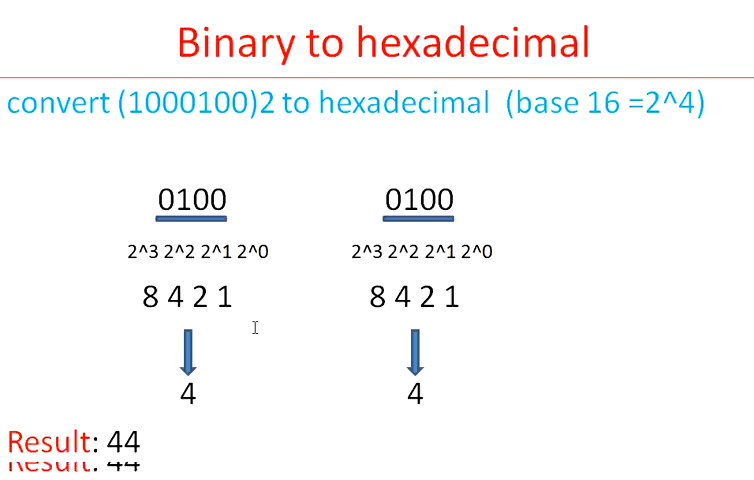 Binary to hexadecimal
convert (1000100)2 to hexadecimal (base 16 =2^4)
0100 0100
2^3 2^2 2^1 2^0 2^3 2^2 2^1 2^0
8 4 2 1 8 4 2 1
4 4
Result: 44
Result: 44